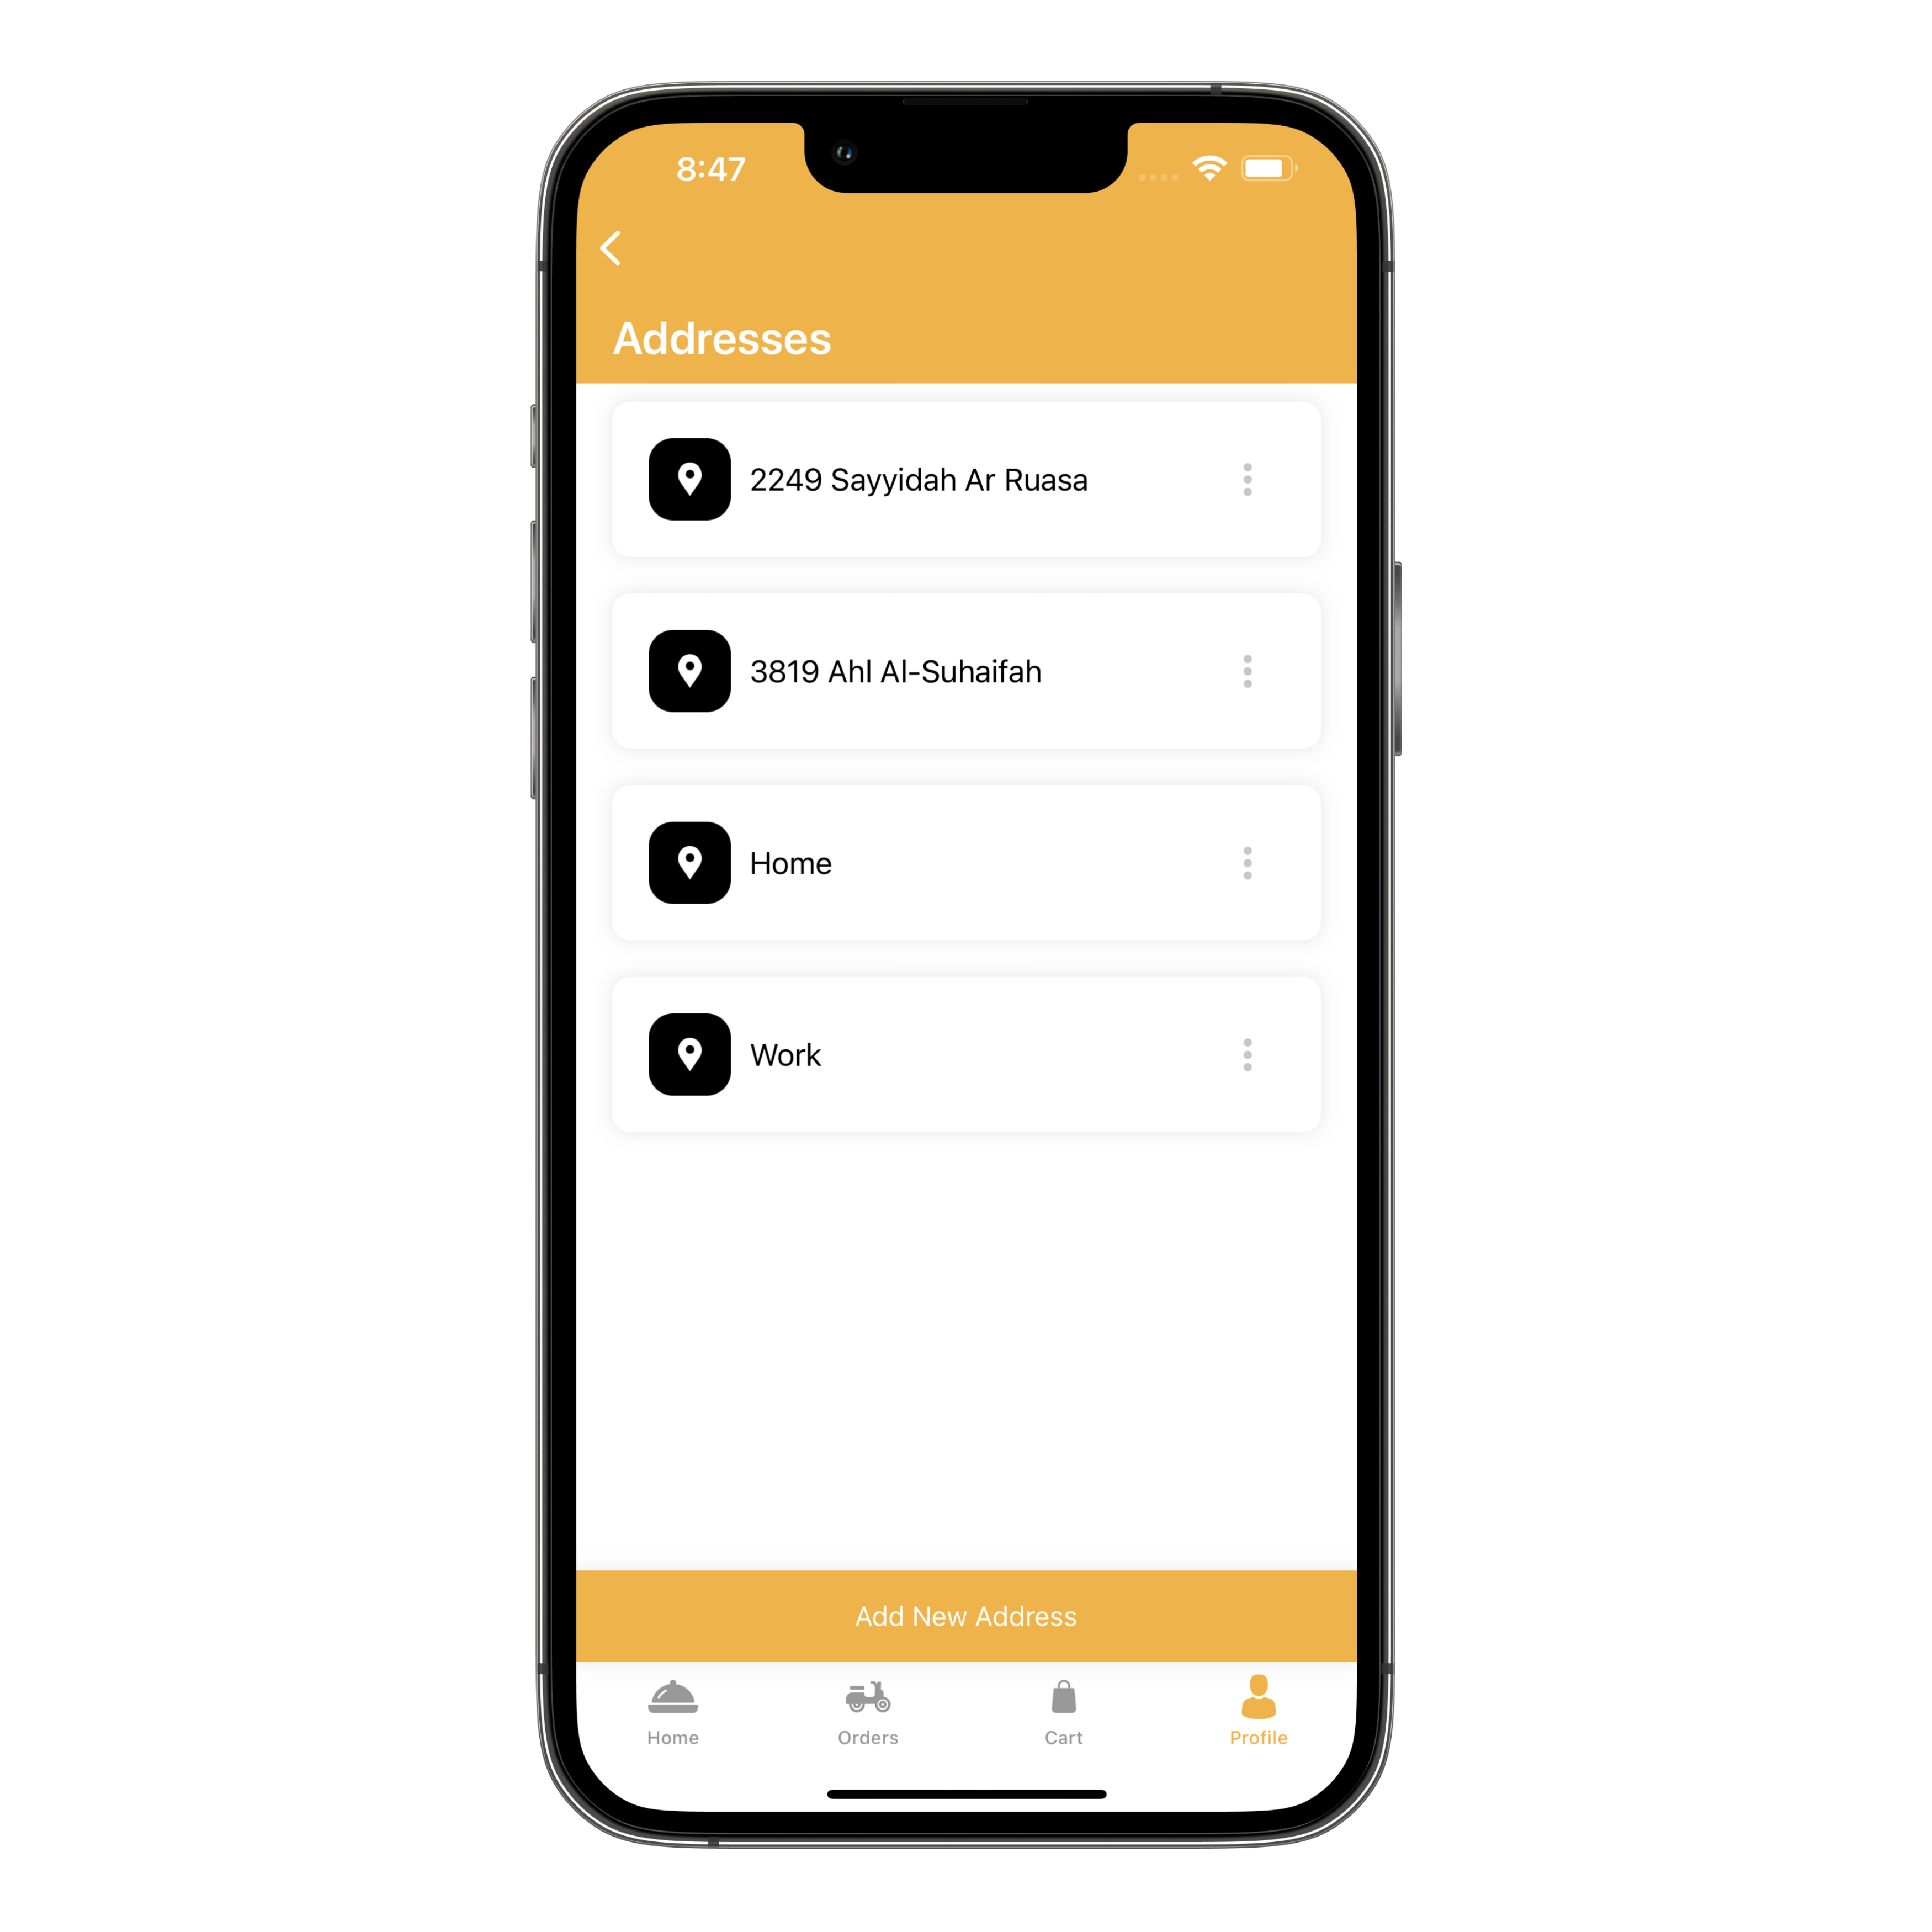 8:47
Addresses
2249 Sayyidah Ar Ruasa
3819 Ahl Al-Suhaifah
Home
Work
Add New Address
Home
Orders
Cart
Profile